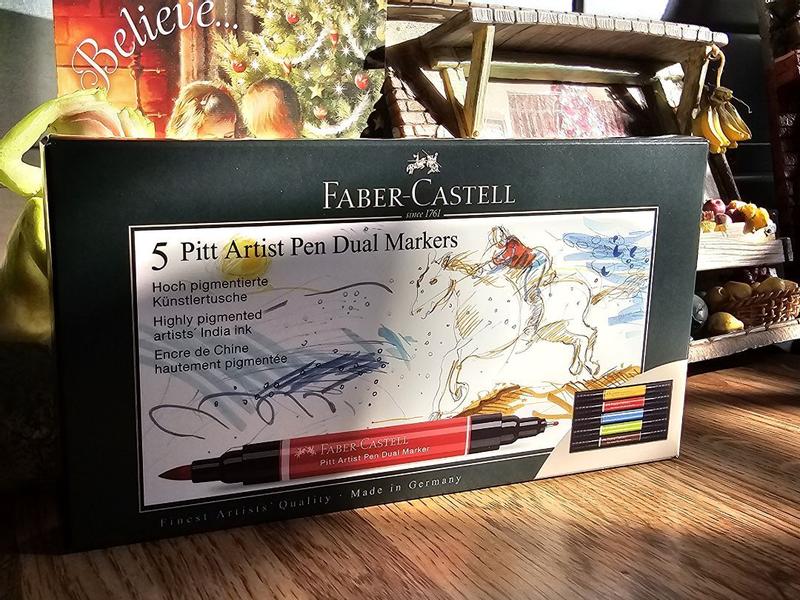 Believe...
FABER-CASTELL
since 1761
5 Pitt Artist Pen Dual Markers
Hoch pigmentierte
Künstlertusche
Highly pigmented
artists' India ink
Encre de Chine
hautement pigmentée
FABER-CASTELL
Pitt Artist Pen Dual Marker
Finest Artists' Quality · Made in Germany